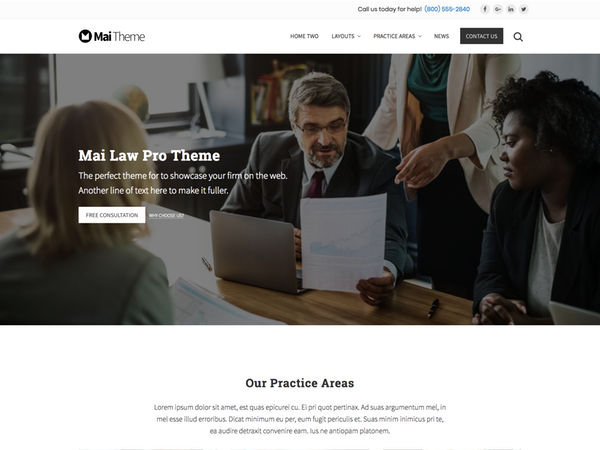 Call us today for help! (800) 555-2840
Mai Theme
HOME TWO LAYOUTS PRACTICE AREAS NEWS CONTACT US
Mai Law Pro Theme
The perfect theme for to showcase your firm on the web.
Another line of text here to make it fuller.
FREE CONSULTATION WHY CHOOSE US?
Our Practice Areas
Lorem ipsum dolor sit amet, est quas epicurei cu. Ei pri quot pertinax. Ad suas argumentum mel, in
mel esse illud erroribus. Dicat minimum eu per, eum fugit periculis et. Suas minim inimicus pri te,
ea audire detraxit convenire eam. Ius ne antiopam platonem.